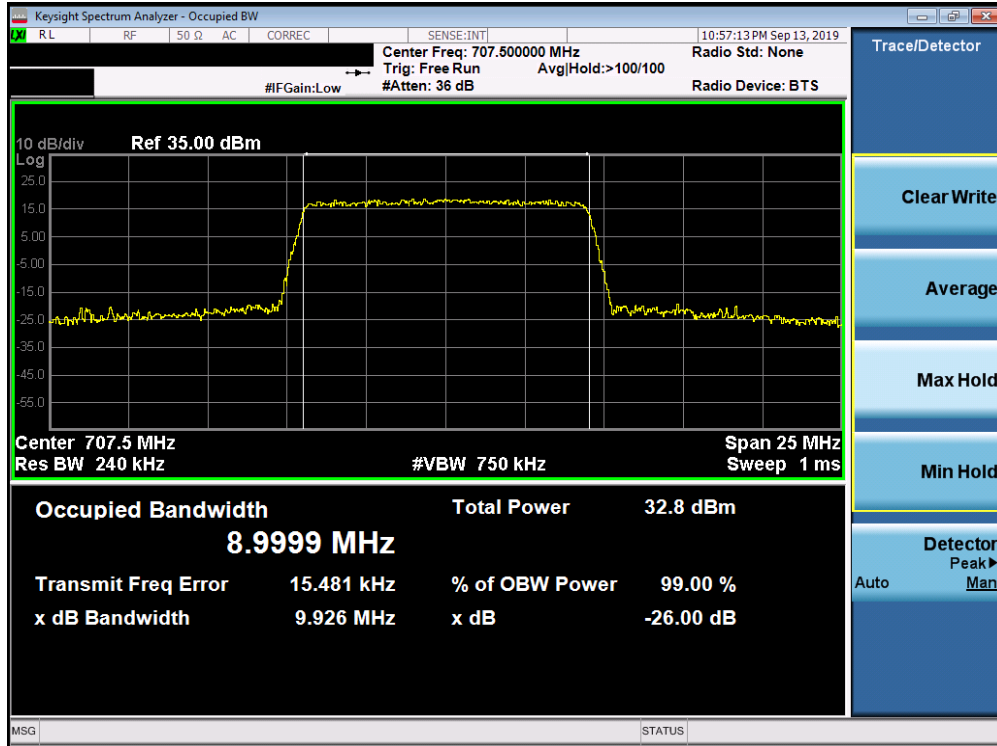 Keysight Spectrum Analyzer - Occupied BW
LXI RL RF 50 Ω AC CORREC SENSE:INT 10:57:13 PM Sep 13, 2019
Center Freq: 707.500000 MHz Radio Std: None
Trig: Free Run Avg|Hold:>100/100
#IFGain:Low #Atten: 36 dB Radio Device: BTS
10 dB/div Ref 35.00 dBm
Log
25.0
15.0
5.00
-5.00
-15.0
-25.0
-35.0
-45.0
-55.0
Center 707.5 MHz Span 25 MHz
Res BW 240 kHz #VBW 750 kHz Sweep 1 ms
Occupied Bandwidth Total Power 32.8 dBm
8.9999 MHz
Transmit Freq Error 15.481 kHz % of OBW Power 99.00 %
x dB Bandwidth 9.926 MHz x dB -26.00 dB
MSG STATUS
Trace/Detector
Clear Write
Average
Max Hold
Min Hold
Detector
Peak▶
Auto Man